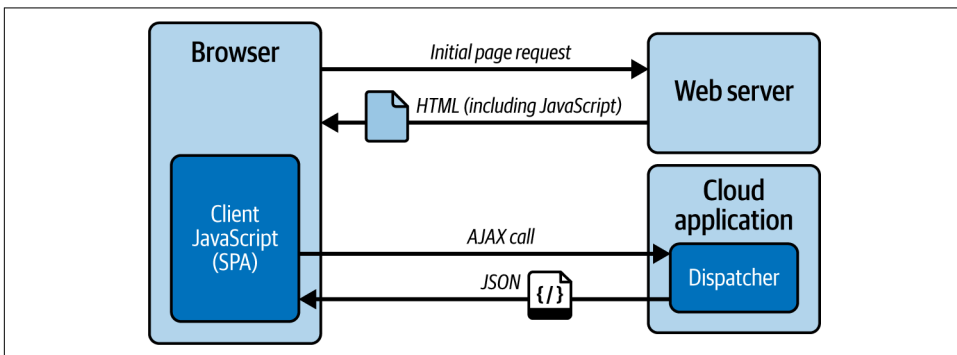 Browser
Initial page request
Web server
HTML (including JavaScript)
Client
JavaScript
(SPA)
Cloud
application
AJAX call
Dispatcher
JSON
{/}